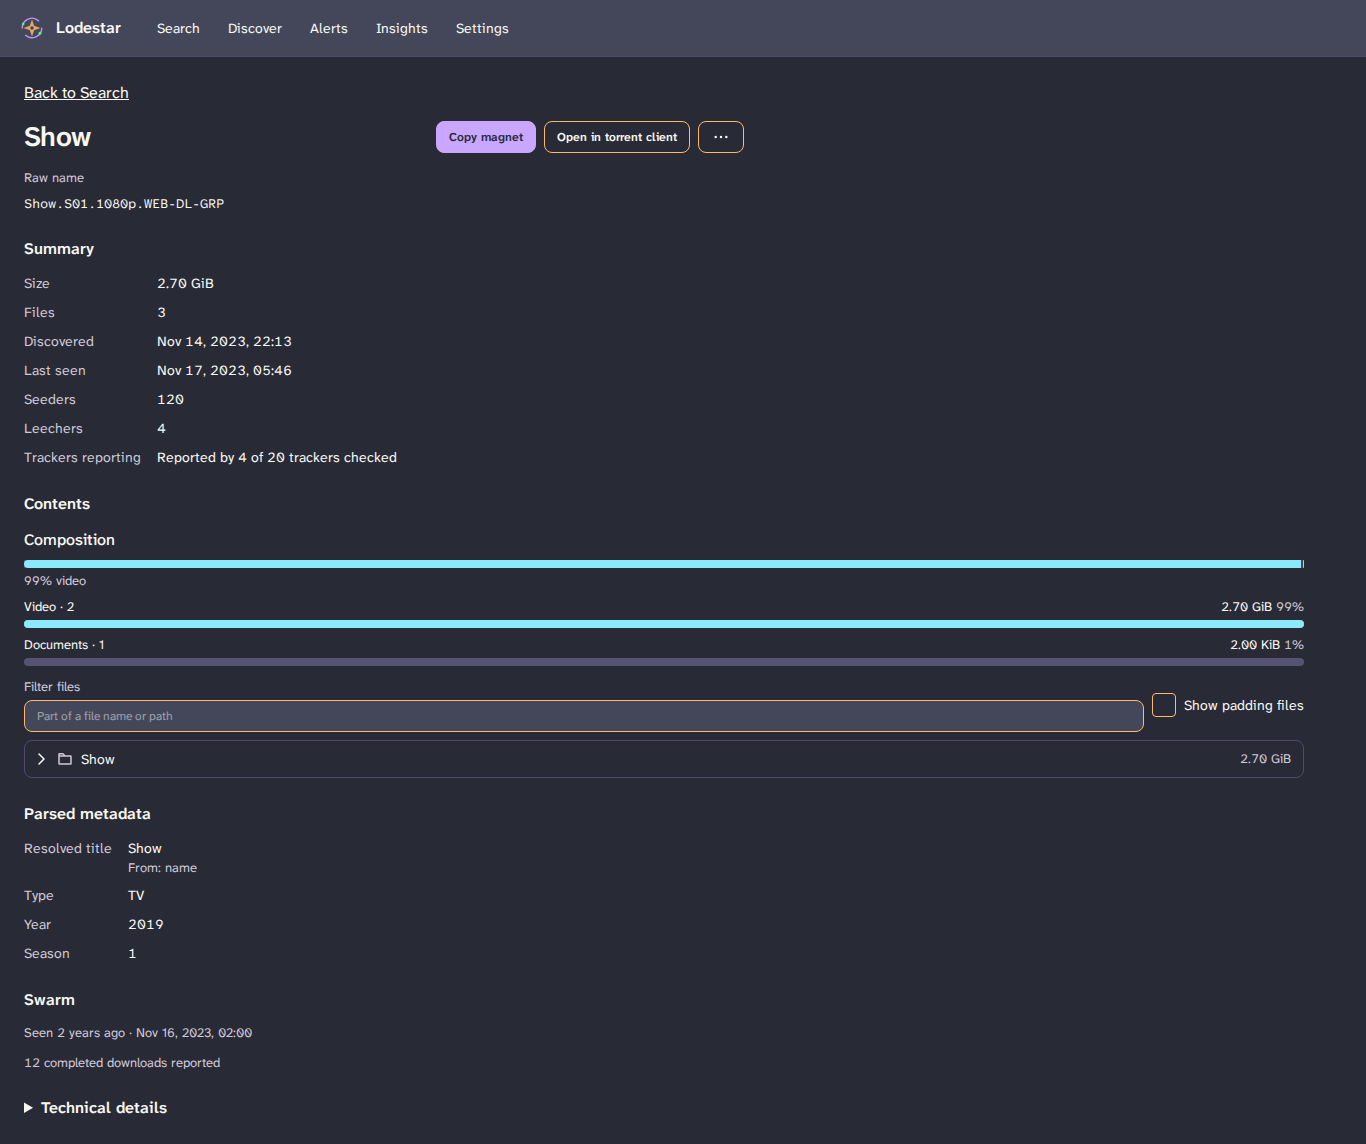 Lodestar Search Discover Alerts Insights Settings
Back to Search
Show Copy magnet Open in torrent client ...
Raw name
Show.S01.1080p.WEB-DL-GRP
Summary
Size 2.70 GiB
Files 3
Discovered Nov 14, 2023, 22:13
Last seen Nov 17, 2023, 05:46
Seeders 120
Leechers 4
Trackers reporting Reported by 4 of 20 trackers checked
Contents
Composition
99% video
Video · 2 2.70 GiB 99%
Documents · 1 2.00 KiB 1%
Filter files
Part of a file name or path Show padding files
Show 2.70 GiB
Parsed metadata
Resolved title Show
From: name
Type TV
Year 2019
Season 1
Swarm
Seen 2 years ago · Nov 16, 2023, 02:00
12 completed downloads reported
Technical details